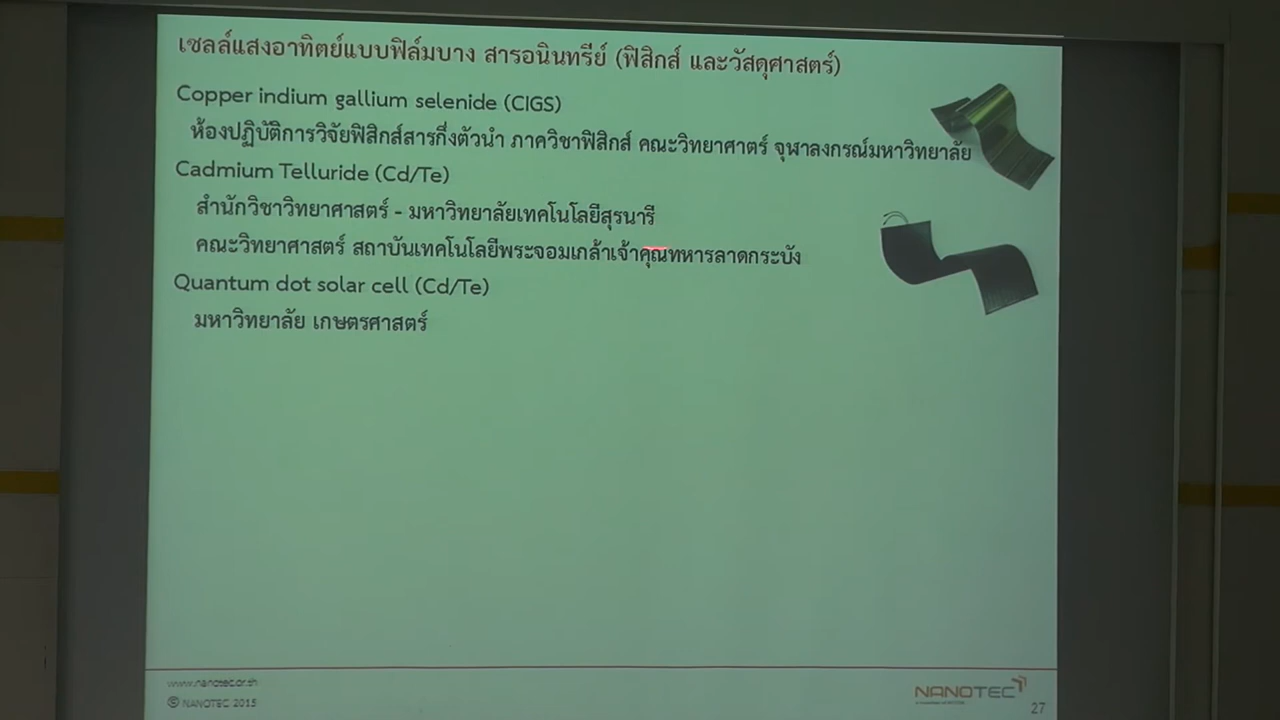 เซลล์แสงอาทิตย์แบบฟิล์มบาง สารอนินทรีย์ (ฟิสิกส์ และวัสดุศาสตร์)
Copper indium gallium selenide (CIGS)
ห้องปฏิบัติการวิจัยฟิสิกส์สารกึ่งตัวนำ ภาควิชาฟิสิกส์ คณะวิทยาศาตร์ จุฬาลงกรณ์มหาวิทยาลัย
Cadmium Telluride (Cd/Te)
สำนักวิชาวิทยาศาสตร์ - มหาวิทยาลัยเทคโนโลยีสุรนารี
คณะวิทยาศาสตร์ สถาบันเทคโนโลยีพระจอมเกล้าเจ้าคุณทหารลาดกระบัง
Quantum dot solar cell (Cd/Te)
มหาวิทยาลัย เกษตรศาสตร์
www.nanotec.or.th
© NANOTEC 2015
NANOTEC
27